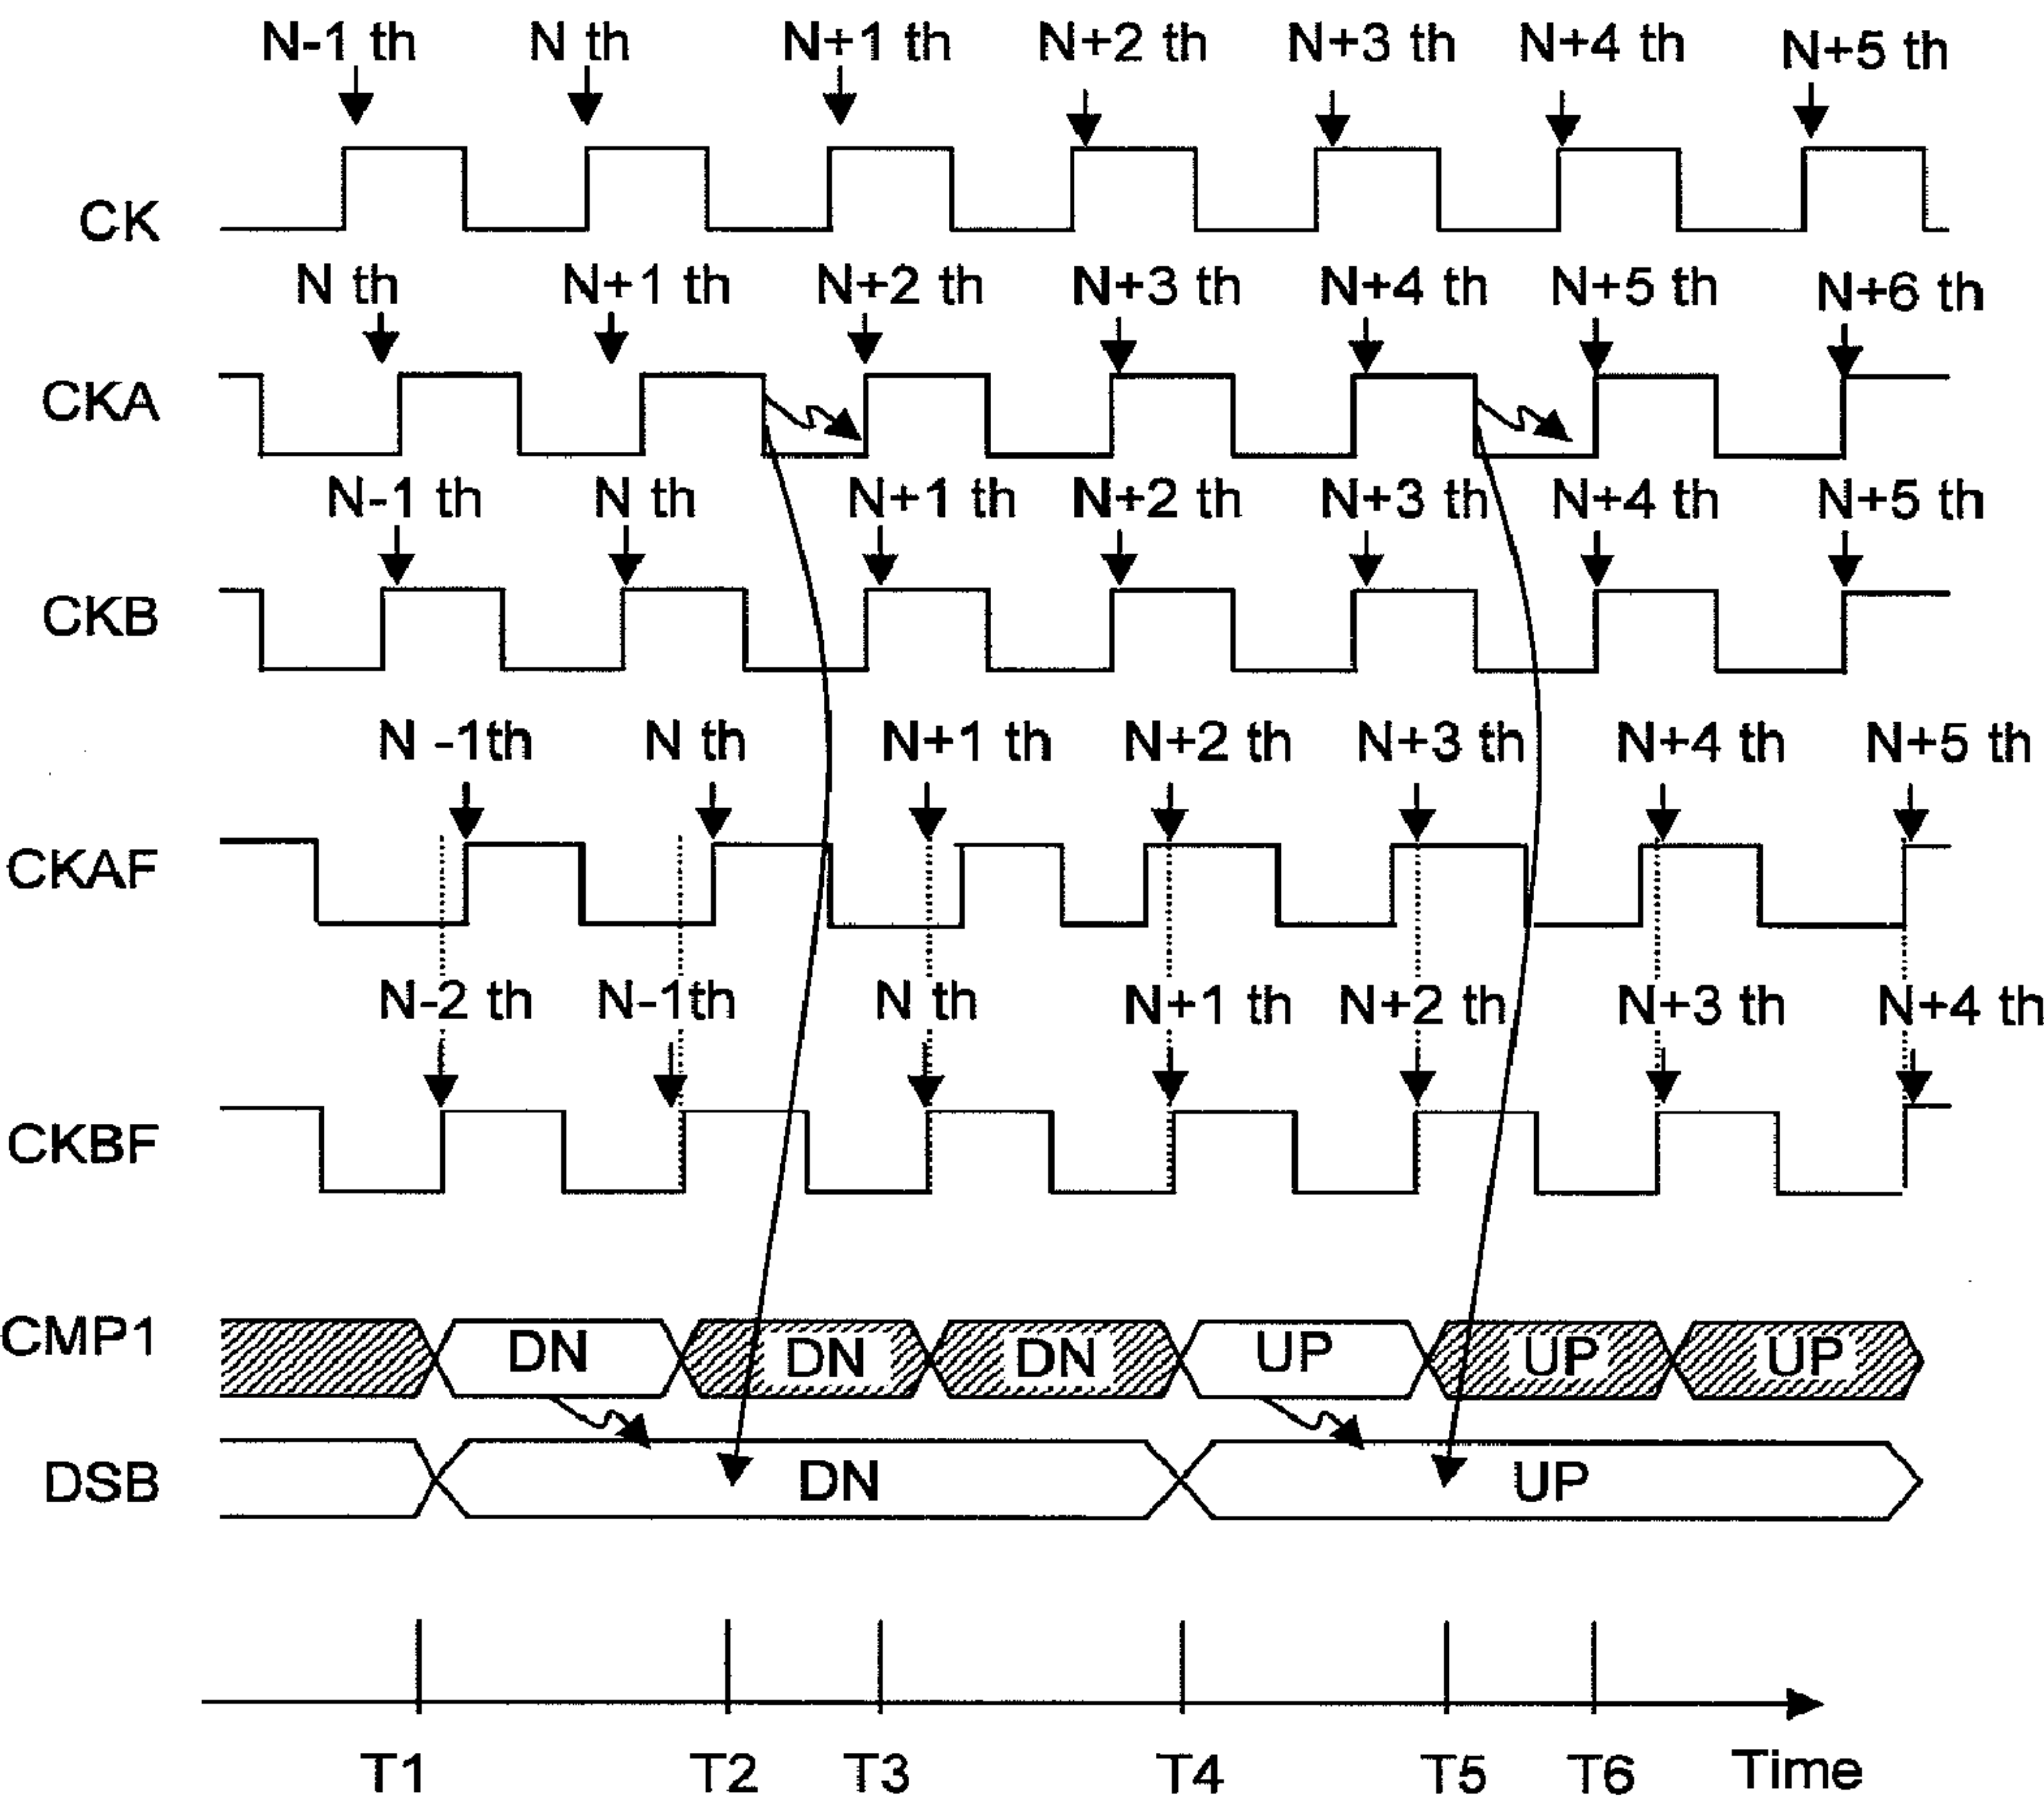 N-1 th N th N+1 th N+2 th N+3 th N+4 th N+5 th
CK
N th N+1 th N+2 th N+3 th N+4 th N+5 th N+6 th
CKA
N-1 th N th N+1 th N+2 th N+3 th N+4 th N+5 th
CKB
N -1th N th N+1 th N+2 th N+3 th N+4 th N+5 th
CKAF
N-2 th N-1th N th N+1 th N+2 th N+3 th N+4 th
CKBF
CMP1 DN DN DN UP UP UP
DSB DN UP
T1 T2 T3 T4 T5 T6 Time